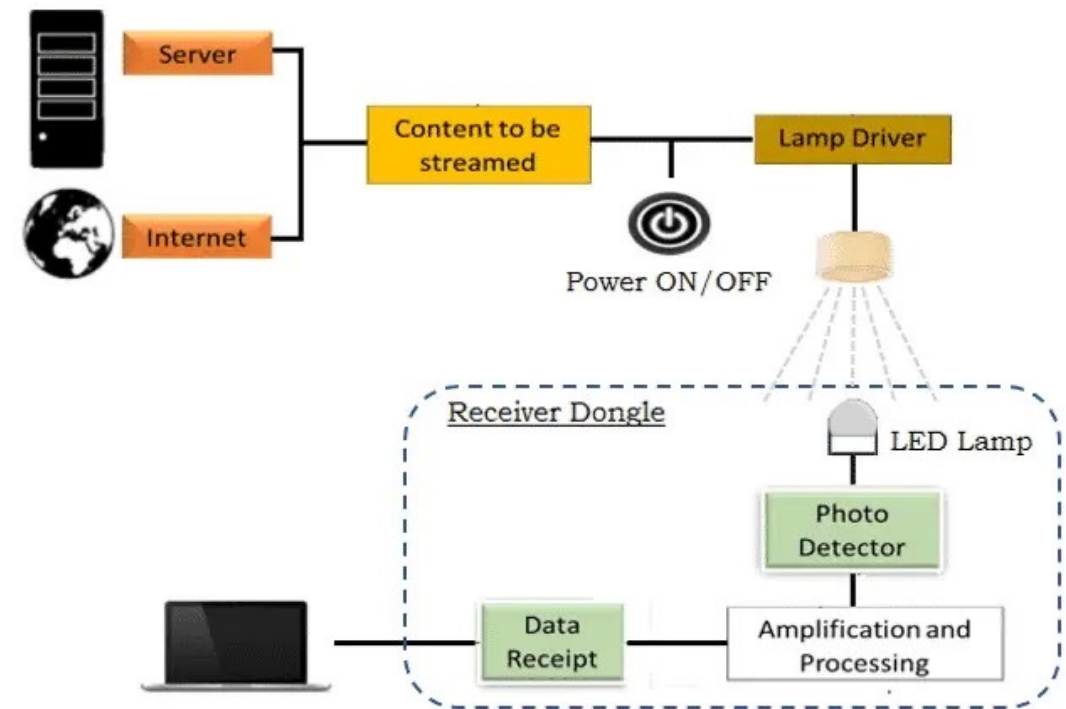 Server
Content to be
streamed
Lamp Driver
Internet
Power ON/OFF
Receiver Dongle
LED Lamp
Photo
Detector
Data
Receipt
Amplification and
Processing